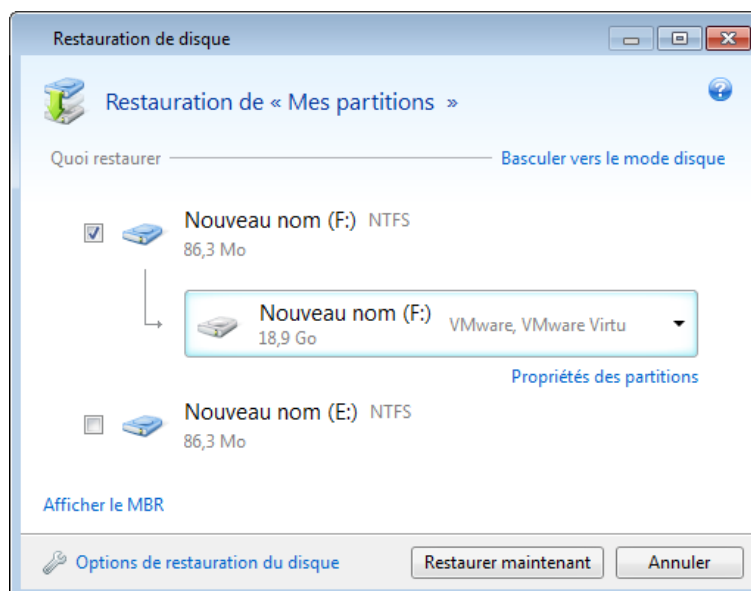 Restauration de disque
Restauration de « Mes partitions »
Quoi restaurer Basculer vers le mode disque
Nouveau nom (F:) NTFS
86,3 Mo
Nouveau nom (F:) VMware, VMware Virtu
18,9 Go
Propriétés des partitions
Nouveau nom (E:) NTFS
86,3 Mo
Afficher le MBR
Options de restauration du disque Restaurer maintenant Annuler